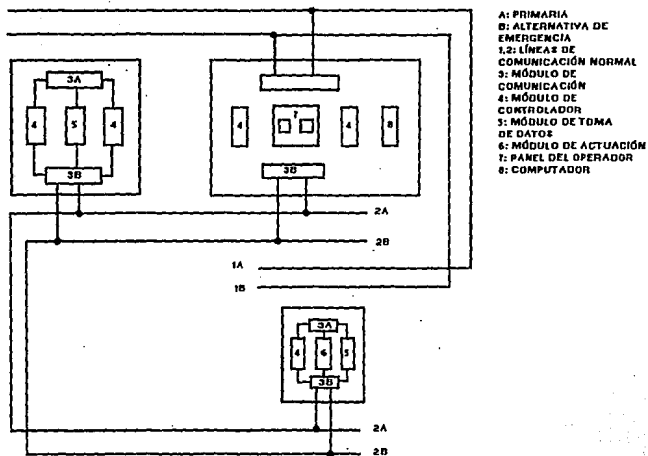 A: PRIMARIA
B: ALTERNATIVA DE
EMERGENCIA
1,2: LÍNEAS DE
COMUNICACIÓN NORMAL
3: MÓDULO DE
COMUNICACIÓN
4: MÓDULO DE
CONTROLADOR
5: MÓDULO DE TOMA
DE DATOS
6: MÓDULO DE ACTUACIÓN
7: PANEL DEL OPERADOR
8: COMPUTADOR
3A
4
5
4
3B
4
7
4
8
3B
2A
2B
1A
1B
3A
4
6
5
3B
2A
2B